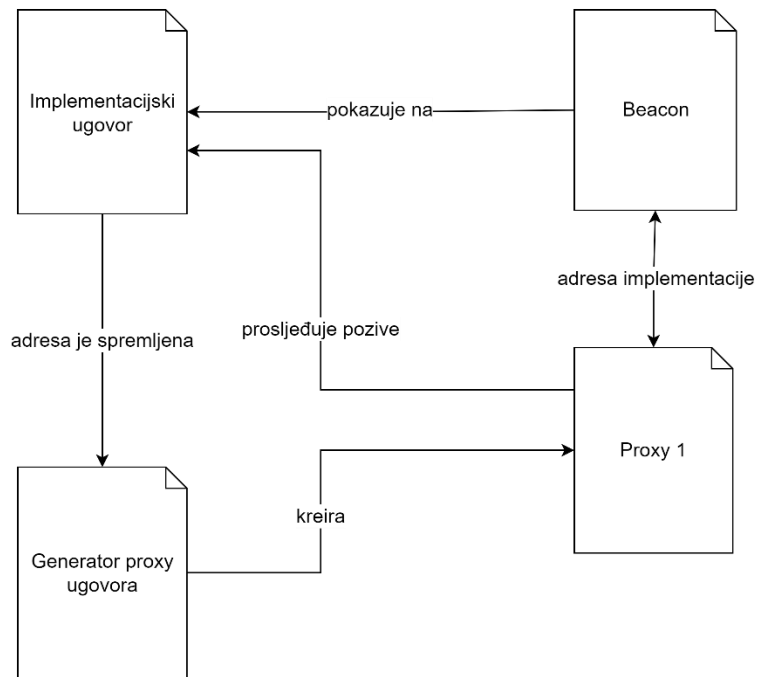 Implementacijski
ugovor
pokazuje na
Beacon
adresa implementacije
adresa je spremljena
prosljeđuje pozive
Proxy 1
kreira
Generator proxy
ugovora